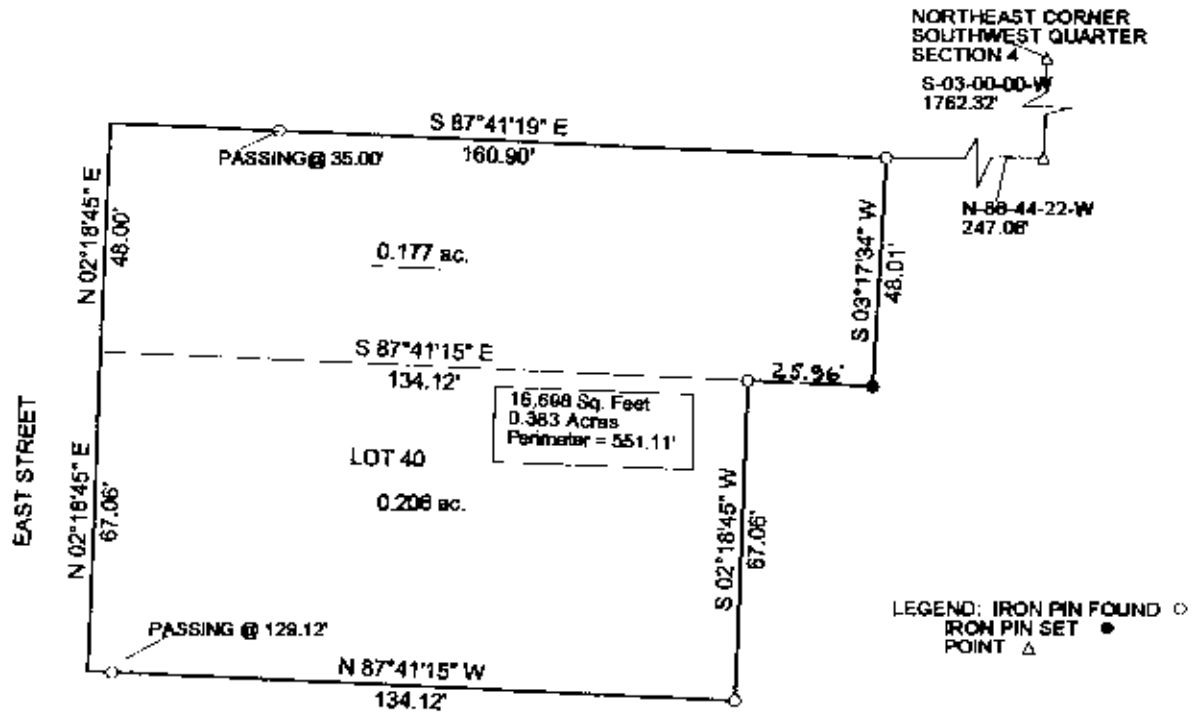 NORTHEAST CORNER
SOUTHWEST QUARTER
SECTION 4
S-03-00-00-W
1762.32'
S 87°41'19" E
160.90'
PASSING@ 35.00'
N-88-44-22-W
247.06'
N 02°18'45" E
48.00'
0.177 ac.
S 03°17'34" W
48.01'
S 87°41'15" E
134.12'
25.96'
16,698 Sq. Feet
0.383 Acres
Perimeter = 551.11'
LOT 40
0.206 ac.
EAST STREET
N 02°18'45" E
67.06'
S 02°18'45" W
67.06'
PASSING @ 129.12'
N 87°41'15" W
134.12'
LEGEND: IRON PIN FOUND ○
IRON PIN SET ●
POINT △